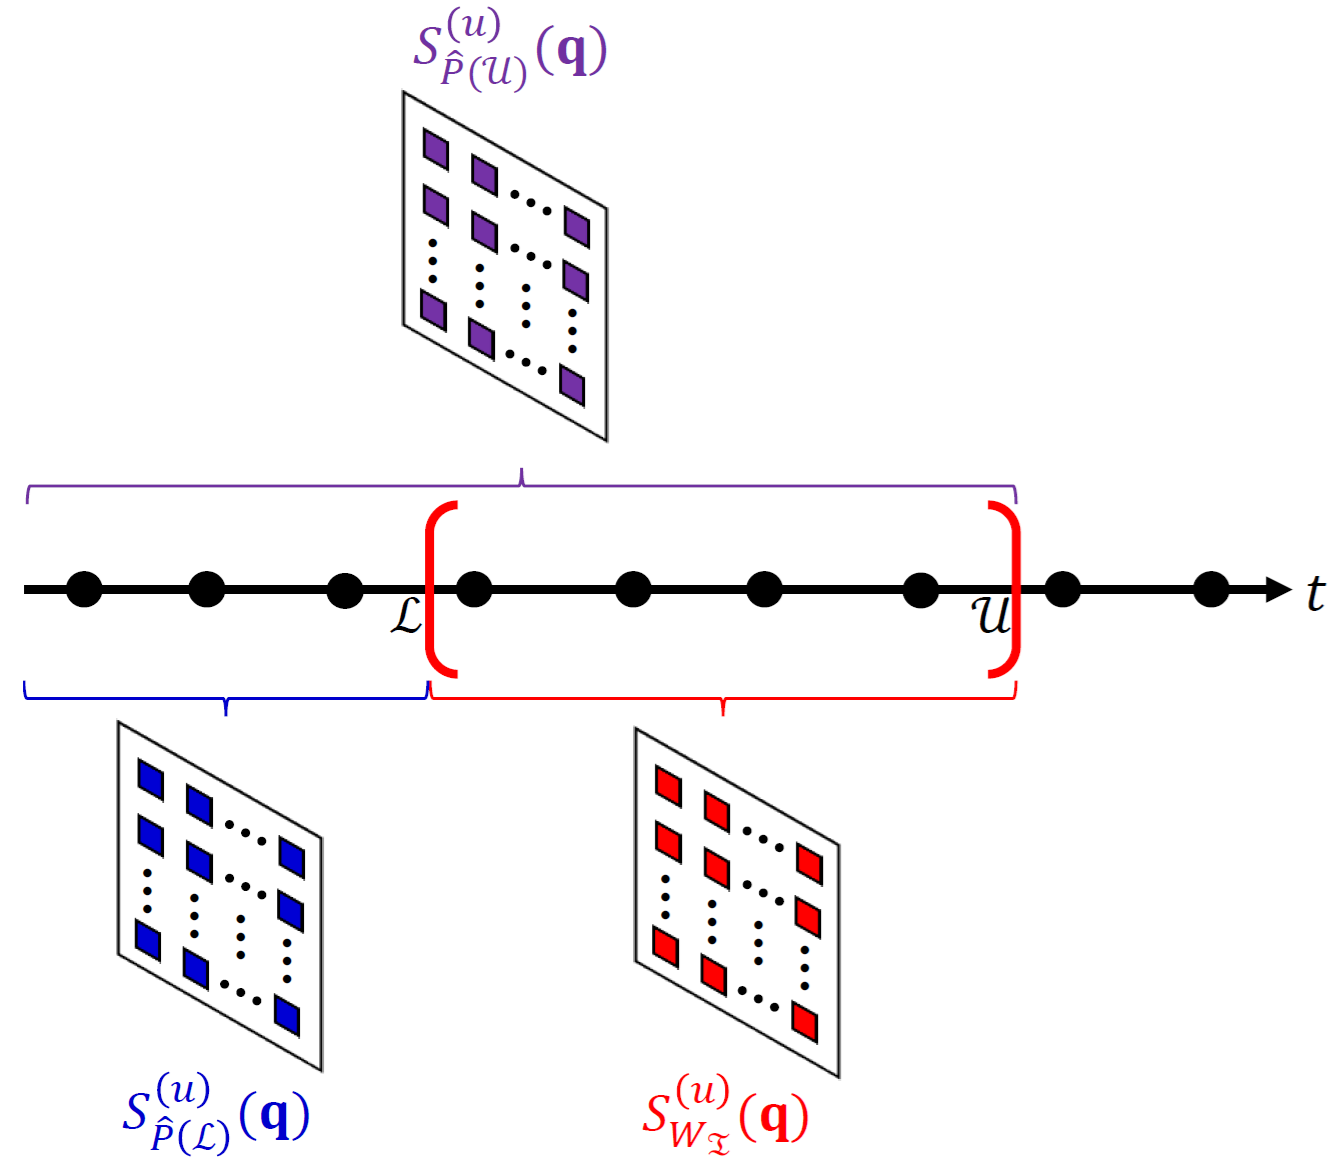 $S^{(u)}_{\hat{P}(\mathcal{U})}(\mathbf{q})$
$t$
$\mathcal{L}$
$\mathcal{U}$
$S^{(u)}_{\hat{P}(\mathcal{L})}(\mathbf{q})$
$S^{(u)}_{W_{\mathfrak{T}}}(\mathbf{q})$